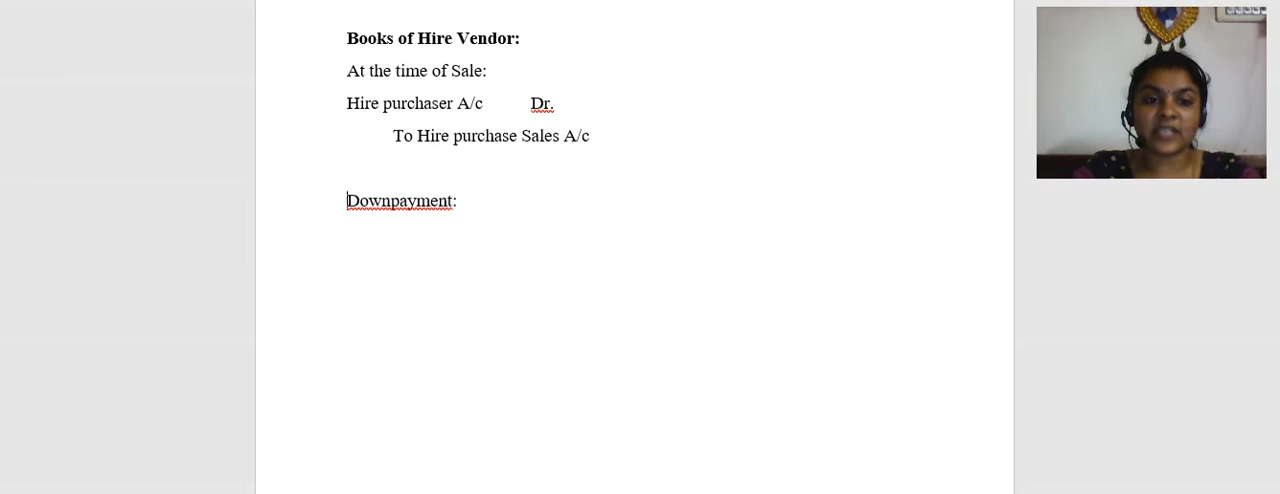 Books of Hire Vendor:
At the time of Sale:
Hire purchaser A/c Dr.
To Hire purchase Sales A/c
Downpayment: